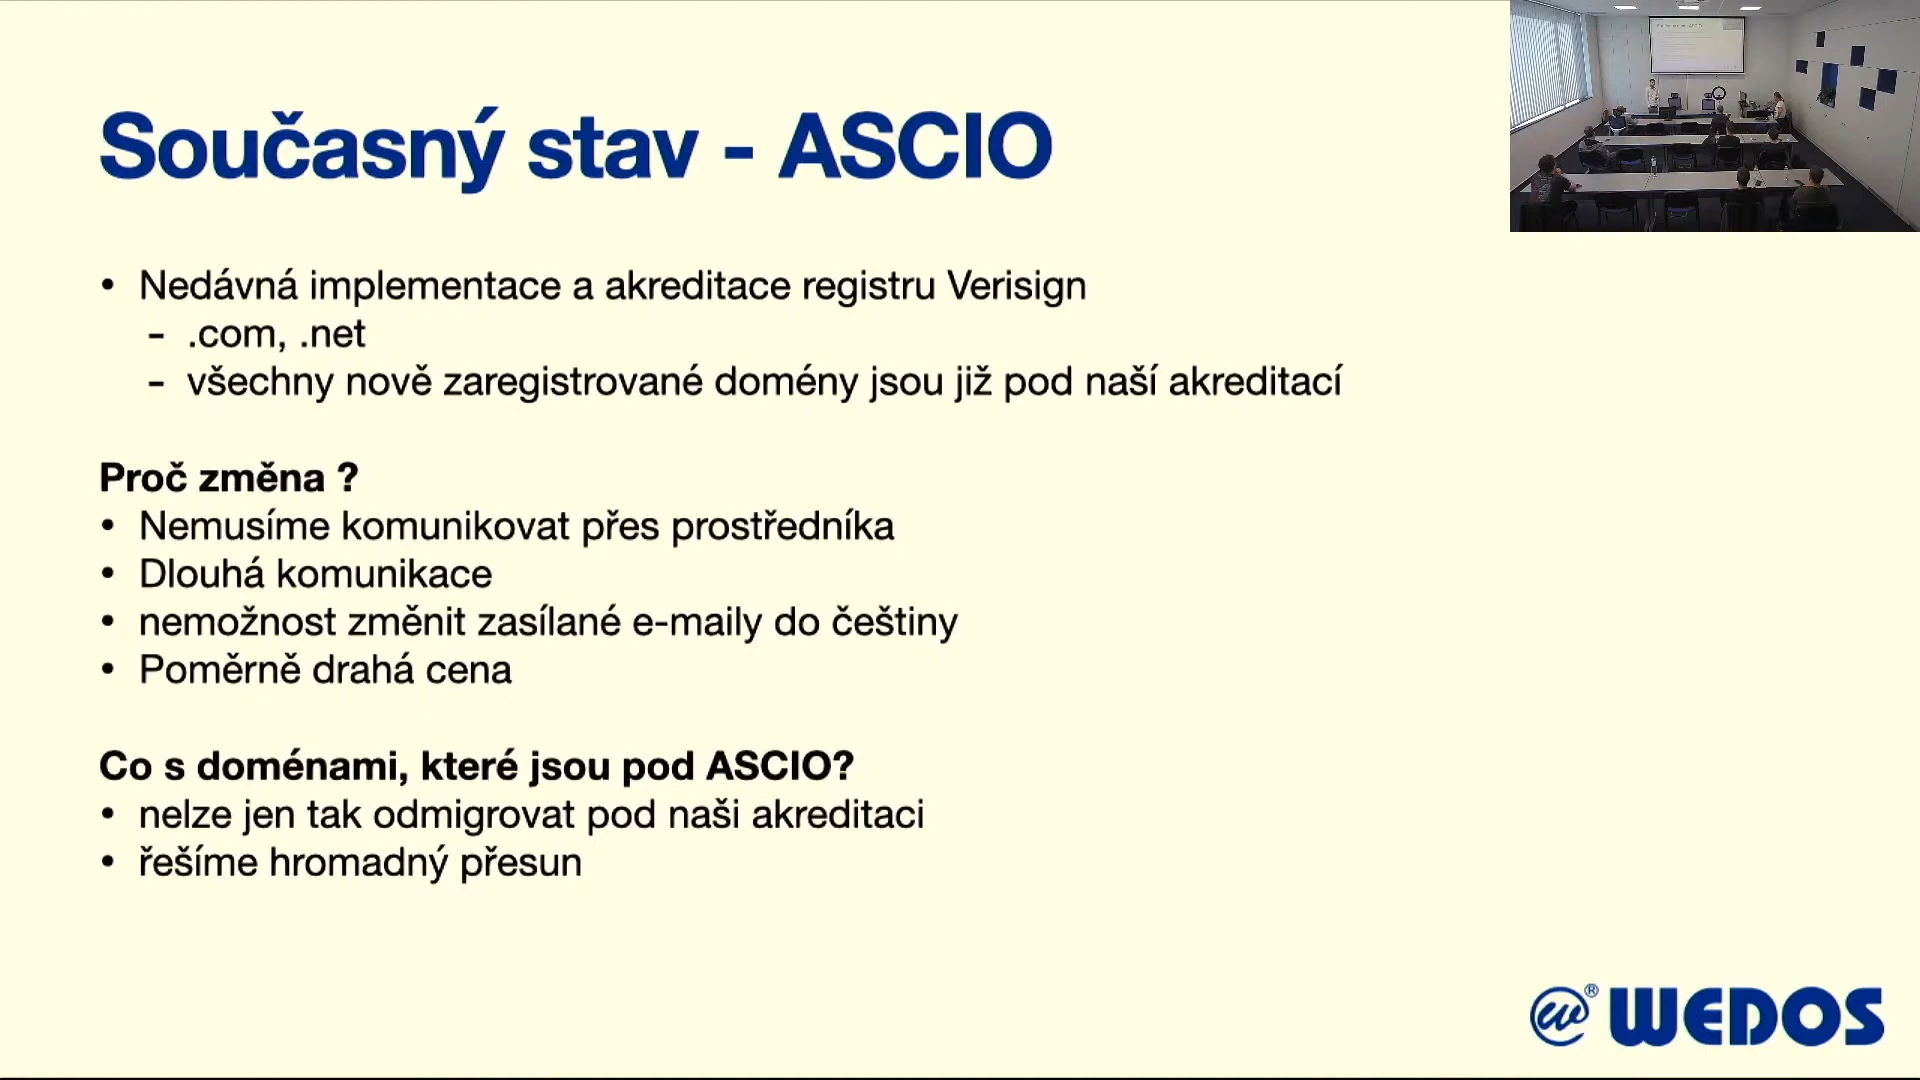 Současný stav - ASCIO
• Nedávná implementace a akreditace registru Verisign
- .com, .net
- všechny nově zaregistrované domény jsou již pod naší akreditací
Proč změna ?
• Nemusíme komunikovat přes prostředníka
• Dlouhá komunikace
• nemožnost změnit zasílané e-maily do češtiny
• Poměrně drahá cena
Co s doménami, které jsou pod ASCIO?
• nelze jen tak odmigrovat pod naši akreditaci
• řešíme hromadný přesun
w® WEDOS